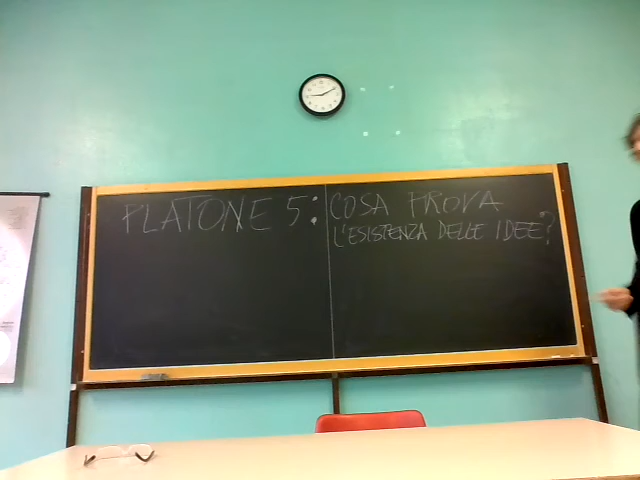 PLATONE 5:
COSA PROVA
L'ESISTENZA DELLE IDEE?